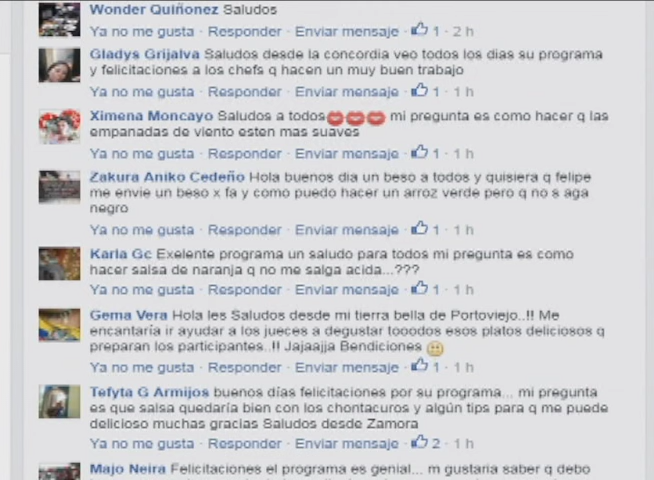 Wonder Quiñonez Saludos
Ya no me gusta · Responder · Enviar mensaje · 1 · 2 h
Gladys Grijalva Saludos desde la concordia veo todos los dias su programa
y felicitaciones a los chefs q hacen un muy buen trabajo
Ya no me gusta · Responder · Enviar mensaje · 1 · 1 h
Ximena Moncayo Saludos a todos mi pregunta es como hacer q las
empanadas de viento esten mas suaves
Ya no me gusta · Responder · Enviar mensaje · 1 · 1 h
Zakura Aniko Cedeño Hola buenos dia un beso a todos y quisiera q felipe
me envie un beso x fa y como puedo hacer un arroz verde pero q no s aga
negro
Ya no me gusta · Responder · Enviar mensaje · 1 · 1 h
Karla Gc Exelente programa un saludo para todos mi pregunta es como
hacer salsa de naranja q no me salga acida...???
Ya no me gusta · Responder · Enviar mensaje · 1 · 1 h
Gema Vera Hola les Saludos desde mi tierra bella de Portoviejo..!! Me
encantaría ir ayudar a los jueces a degustar tooodos esos platos deliciosos q
preparan los participantes..!! Jajaajja Bendiciones
Ya no me gusta · Responder · Enviar mensaje · 1 · 1 h
Tefyta G Armijos buenos días felicitaciones por su programa... mi pregunta
es que salsa quedaría bien con los chontacuros y algún tips para q me puede
delicioso muchas gracias Saludos desde Zamora
Ya no me gusta · Responder · Enviar mensaje · 2 · 1 h
Majo Neira Felicitaciones el programa es genial... m gustaria saber q debo